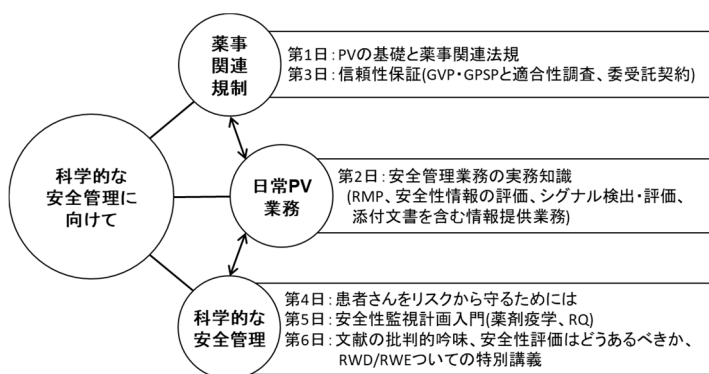 薬事
関連
規制
第1日：PVの基礎と薬事関連法規
第3日：信頼性保証(GVP・GPSPと適合性調査、委受託契約)
科学的な
安全管理に
向けて
日常PV
業務
第2日：安全管理業務の実務知識
(RMP、安全性情報の評価、シグナル検出・評価、
添付文書を含む情報提供業務)
科学的な
安全管理
第4日：患者さんをリスクから守るためには
第5日：安全性監視計画入門(薬剤疫学、RQ)
第6日：文献の批判的吟味、安全性評価はどうあるべきか、
RWD/RWEついての特別講義